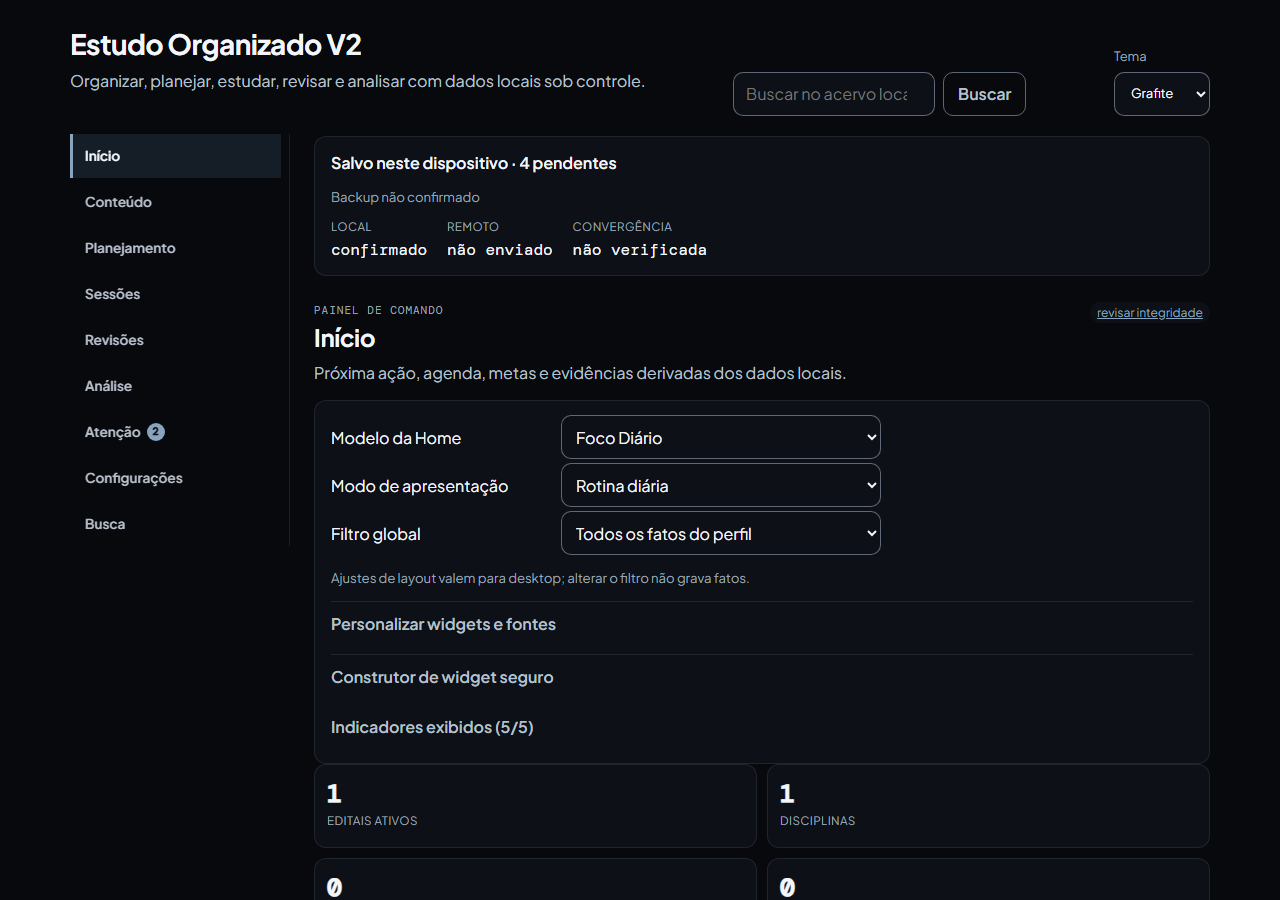 Estudo Organizado V2
Organizar, planejar, estudar, revisar e analisar com dados locais sob controle.
Buscar no acervo loca
Buscar
Tema
Grafite
Início
Conteúdo
Planejamento
Sessões
Revisões
Análise
Atenção 2
Configurações
Busca
Salvo neste dispositivo · 4 pendentes
Backup não confirmado
LOCAL
confirmado
REMOTO
não enviado
CONVERGÊNCIA
não verificada
PAINEL DE COMANDO
revisar integridade
Início
Próxima ação, agenda, metas e evidências derivadas dos dados locais.
Modelo da Home
Foco Diário
Modo de apresentação
Rotina diária
Filtro global
Todos os fatos do perfil
Ajustes de layout valem para desktop; alterar o filtro não grava fatos.
Personalizar widgets e fontes
Construtor de widget seguro
Indicadores exibidos (5/5)
1
EDITAIS ATIVOS
1
DISCIPLINAS
0
0